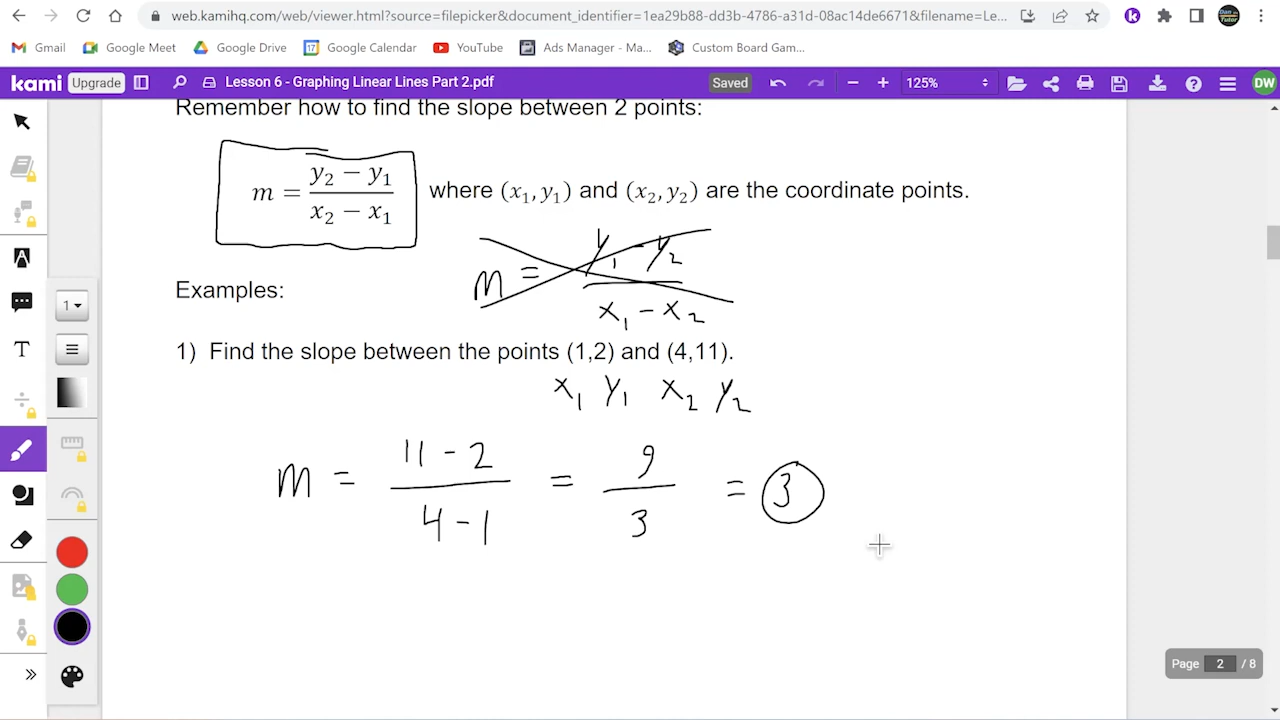 web.kamihq.com/web/viewer.html?source=filepicker&document_identifier=1ea29b88-dd3b-4786-a31d-08ac14de6671&filename=Le...
Gmail Google Meet Google Drive 17 Google Calendar YouTube Ads Manager - Ma... Custom Board Gam...
kami Upgrade Lesson 6 - Graphing Linear Lines Part 2.pdf Saved 125% DW
Remember how to find the slope between 2 points:
m = (y₂ − y₁)/(x₂ − x₁) where (x₁, y₁) and (x₂, y₂) are the coordinate points.
m = (y₁ − y₂)/(x₁ − x₂)
Examples:
1
1) Find the slope between the points (1,2) and (4,11).
x₁ y₁ x₂ y₂
m = (11 − 2)/(4 − 1) = 9/3 = 3
Page 2 / 8